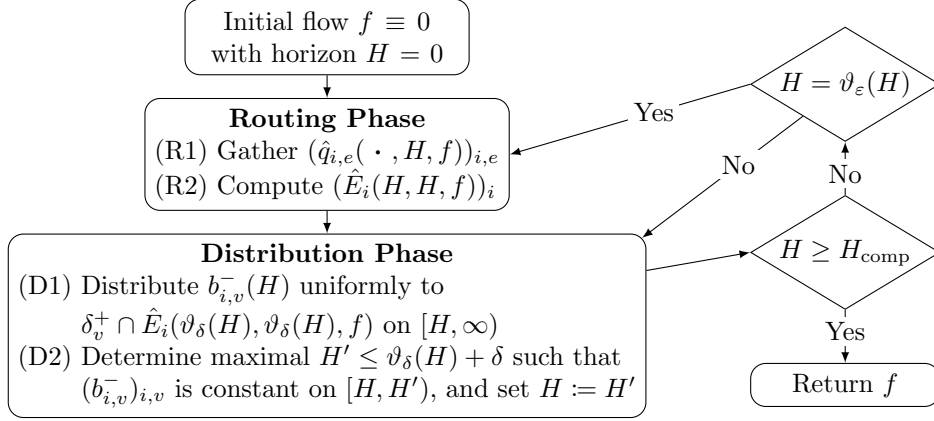 Initial flow f ≡ 0
with horizon H = 0
Routing Phase
(R1) Gather (q̂_{i,e}( · , H, f))_{i,e}
(R2) Compute (Ê_i(H, H, f))_i
Distribution Phase
(D1) Distribute b⁻_{i,v}(H) uniformly to
δ⁺_v ∩ Ê_i(ϑ_δ(H), ϑ_δ(H), f) on [H, ∞)
(D2) Determine maximal H′ ≤ ϑ_δ(H) + δ such that
(b⁻_{i,v})_{i,v} is constant on [H, H′), and set H ≔ H′
H = ϑ_ε(H)
Yes
No
No
H ≥ H_comp
Yes
Return f